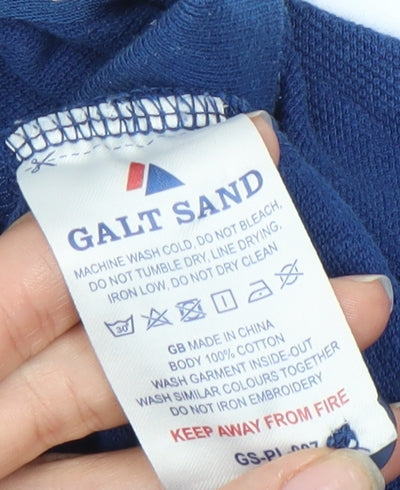 GALT SAND
MACHINE WASH COLD, DO NOT BLEACH,
DO NOT TUMBLE DRY, LINE DRYING,
IRON LOW, DO NOT DRY CLEAN
30°
GB MADE IN CHINA
BODY 100% COTTON
WASH GARMENT INSIDE-OUT
WASH SIMILAR COLOURS TOGETHER
DO NOT IRON EMBROIDERY
KEEP AWAY FROM FIRE